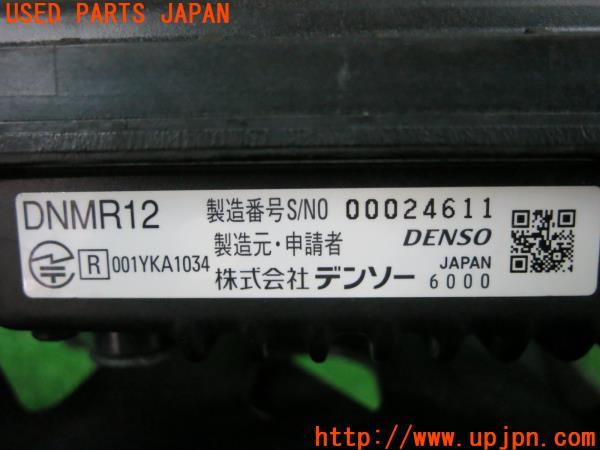 USED PARTS JAPAN
DNMR12 製造番号S/NO 00024611
製造元・申請者 DENSO
R 001YKA1034 株式会社デンソー JAPAN
6000
http://www.upjpn.com/